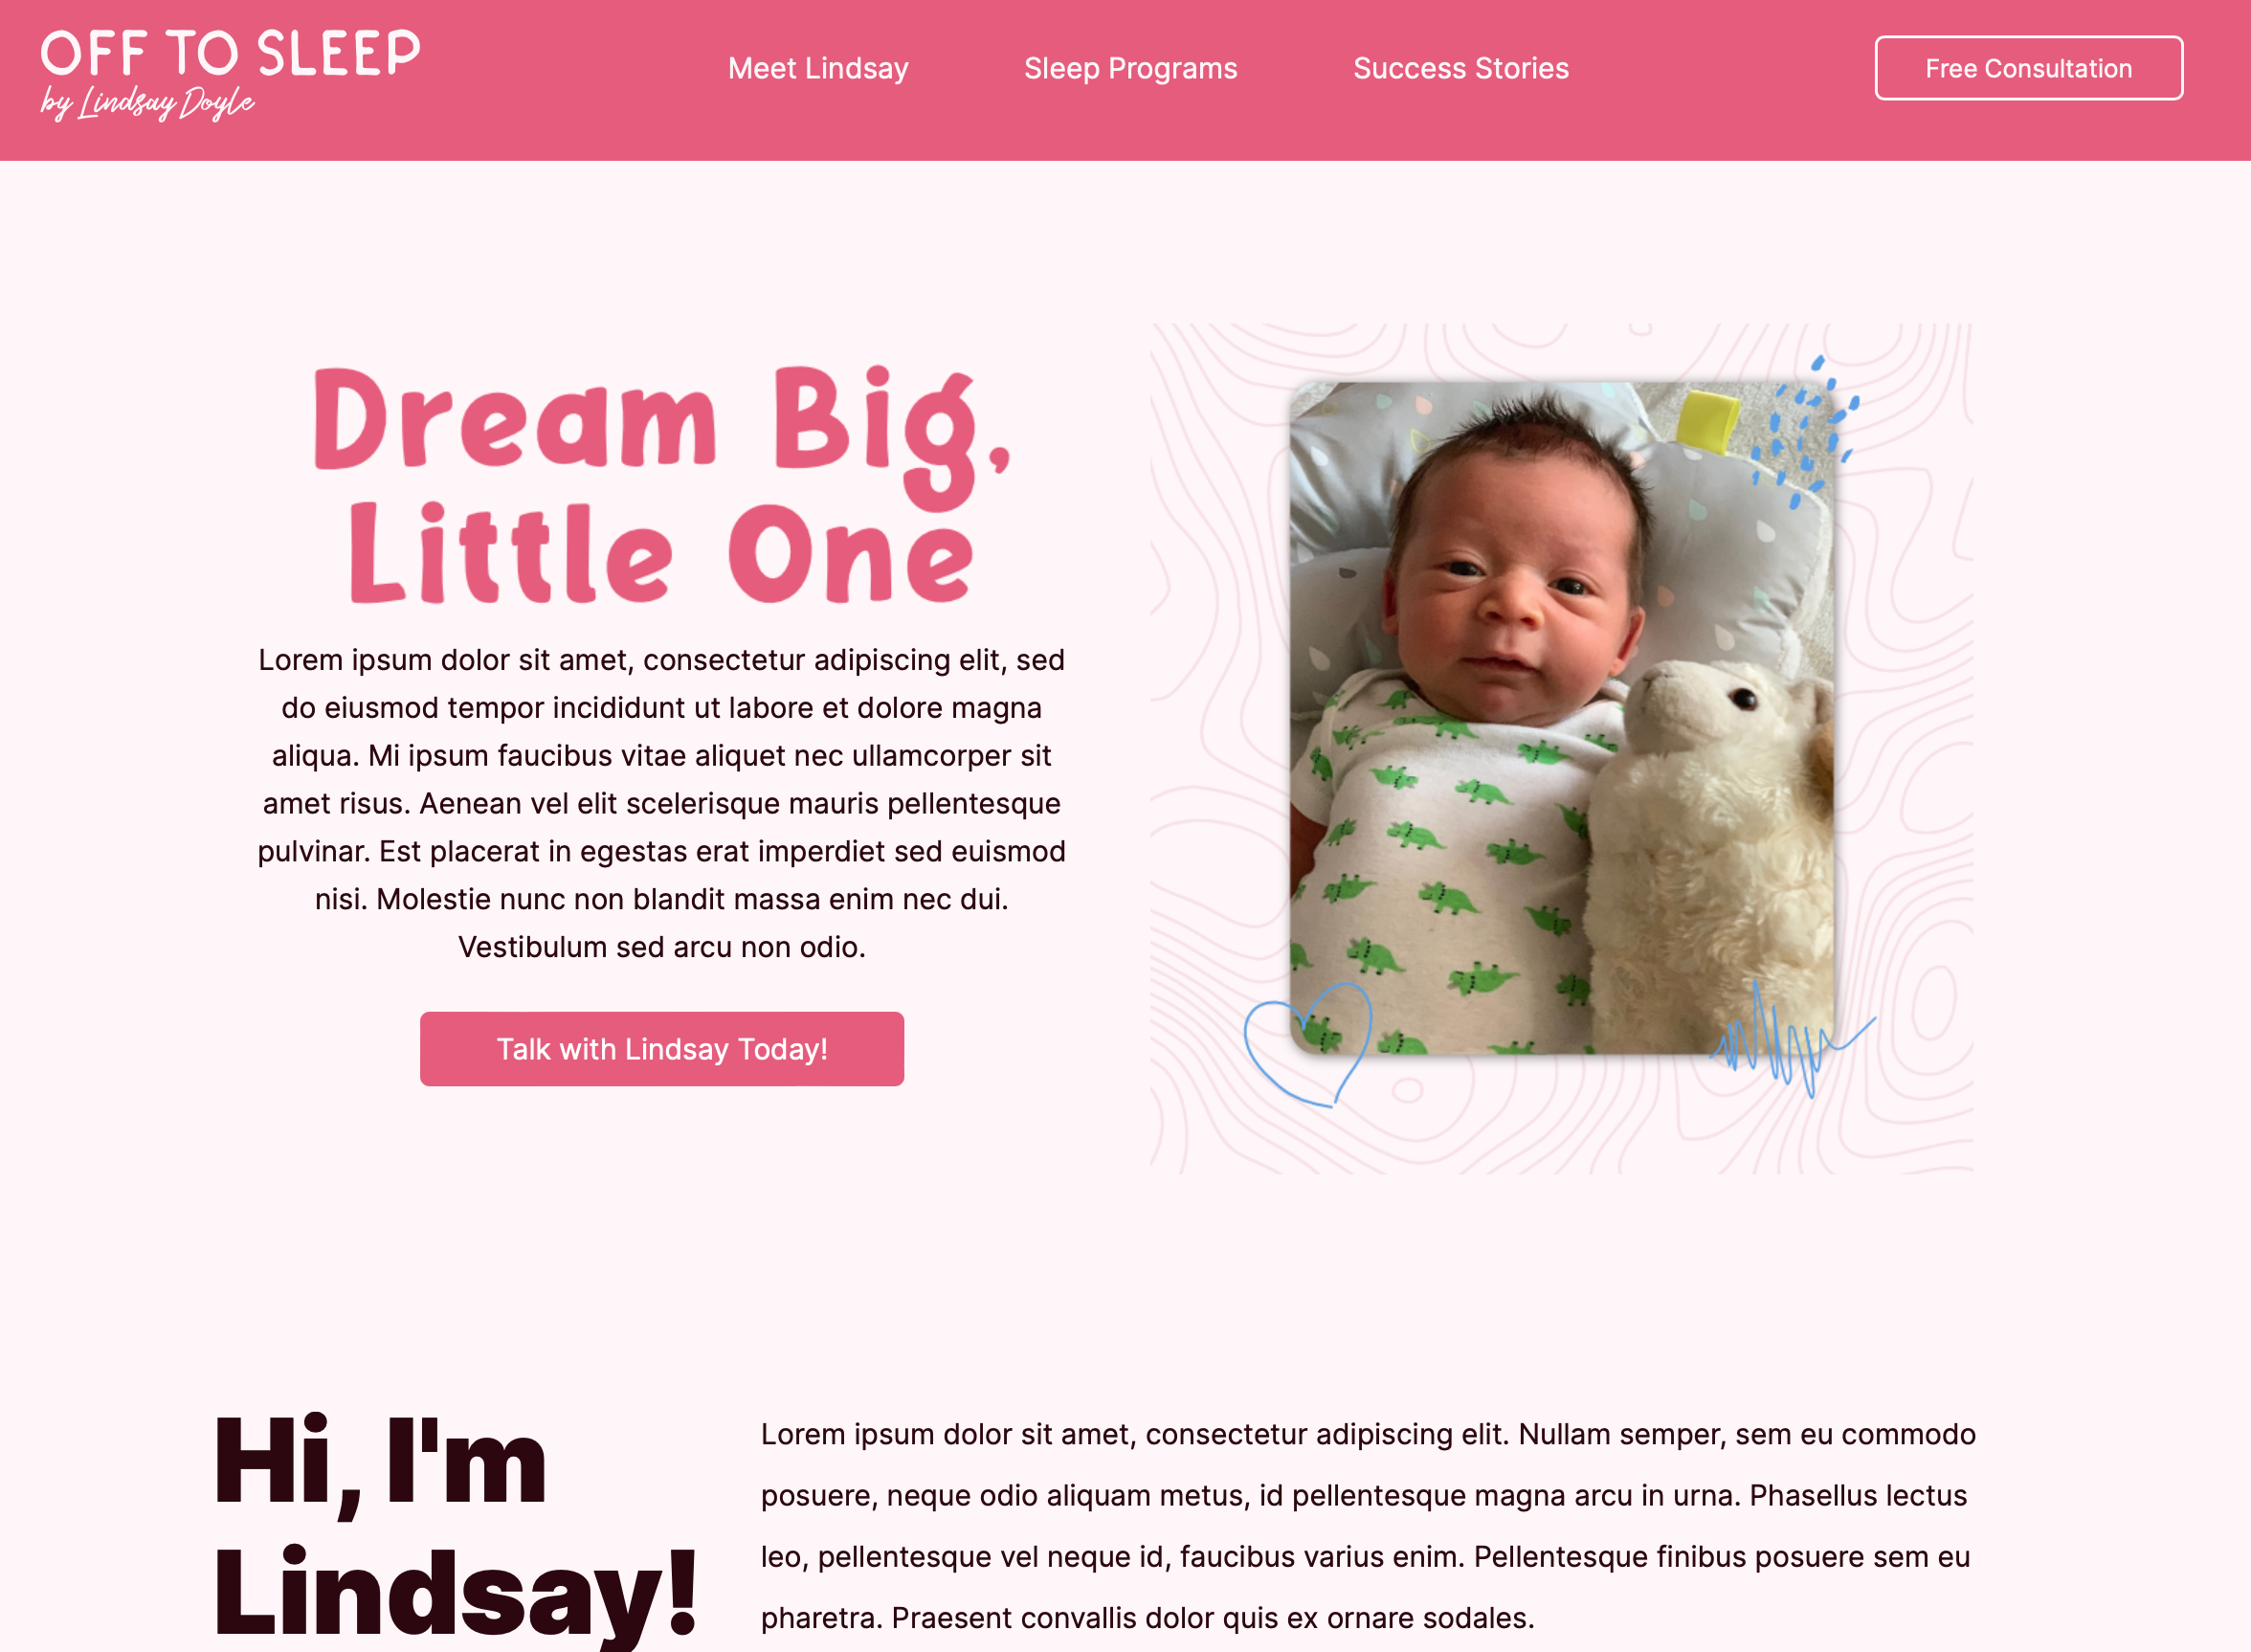 OFF TO SLEEP
by Lindsay Doyle
Meet Lindsay
Sleep Programs
Success Stories
Free Consultation
Dream Big,
Little One
Lorem ipsum dolor sit amet, consectetur adipiscing elit, sed
do eiusmod tempor incididunt ut labore et dolore magna
aliqua. Mi ipsum faucibus vitae aliquet nec ullamcorper sit
amet risus. Aenean vel elit scelerisque mauris pellentesque
pulvinar. Est placerat in egestas erat imperdiet sed euismod
nisi. Molestie nunc non blandit massa enim nec dui.
Vestibulum sed arcu non odio.
Talk with Lindsay Today!
Hi, I'm
Lindsay!
Lorem ipsum dolor sit amet, consectetur adipiscing elit. Nullam semper, sem eu commodo
posuere, neque odio aliquam metus, id pellentesque magna arcu in urna. Phasellus lectus
leo, pellentesque vel neque id, faucibus varius enim. Pellentesque finibus posuere sem eu
pharetra. Praesent convallis dolor quis ex ornare sodales.